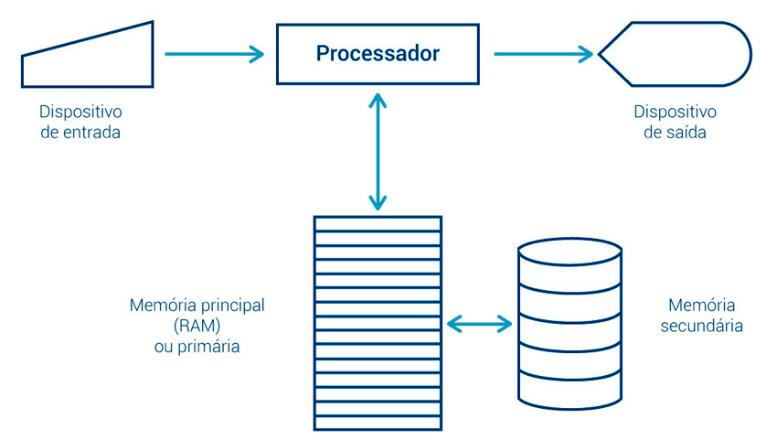 Processador
Dispositivo
de entrada
Dispositivo
de saída
Memória principal
(RAM)
ou primária
Memória
secundária